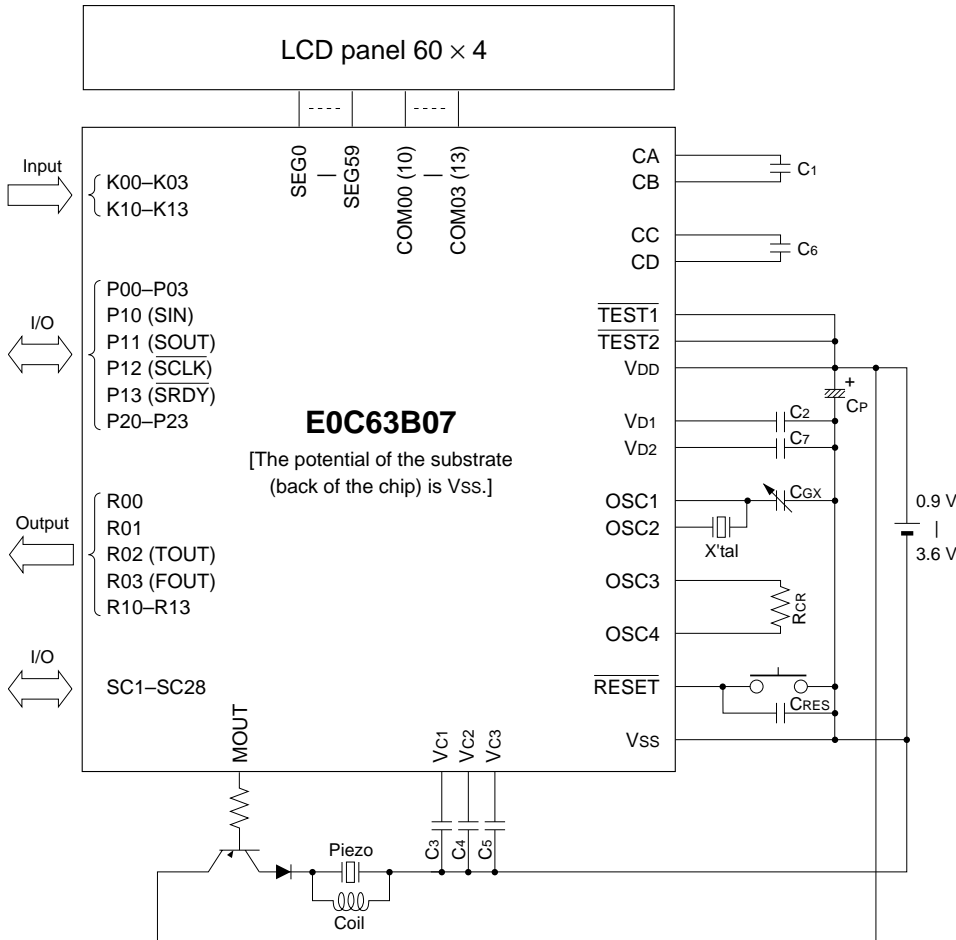 LCD panel 60 × 4
SEG0
|
SEG59
COM00 (10)
|
COM03 (13)
Input
K00–K03
K10–K13
I/O
P00–P03
P10 (SIN)
P11 (SOUT)
P12 (SCLK)
P13 (SRDY)
P20–P23
Output
R00
R01
R02 (TOUT)
R03 (FOUT)
R10–R13
I/O
SC1–SC28
E0C63B07
[The potential of the substrate
(back of the chip) is VSS.]
CA
CB
C1
CC
CD
C6
TEST1
TEST2
VDD
+
CP
VD1
C2
VD2
C7
OSC1
CGX
OSC2
X'tal
OSC3
RCR
OSC4
RESET
CRES
VSS
0.9 V
|
3.6 V
MOUT
VC1
VC2
VC3
C3
C4
C5
Piezo
Coil